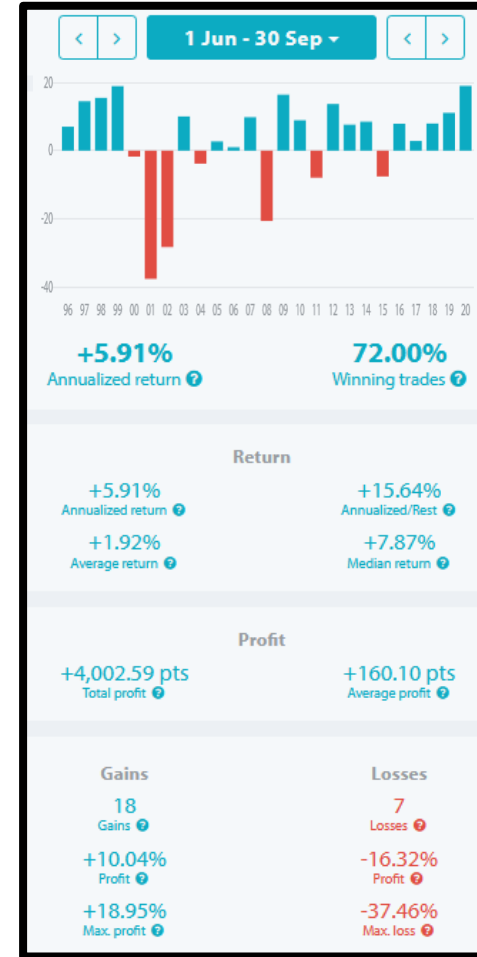 1 Jun - 30 Sep
20
0
-20
-40
96 97 98 99 00 01 02 03 04 05 06 07 08 09 10 11 12 13 14 15 16 17 18 19 20
+5.91% 72.00%
Annualized return ? Winning trades ?
Return
+5.91% +15.64%
Annualized return ? Annualized/Rest ?
+1.92% +7.87%
Average return ? Median return ?
Profit
+4,002.59 pts +160.10 pts
Total profit ? Average profit ?
Gains Losses
18 7
Gains ? Losses ?
+10.04% -16.32%
Profit ? Profit ?
+18.95% -37.46%
Max. profit ? Max. loss ?